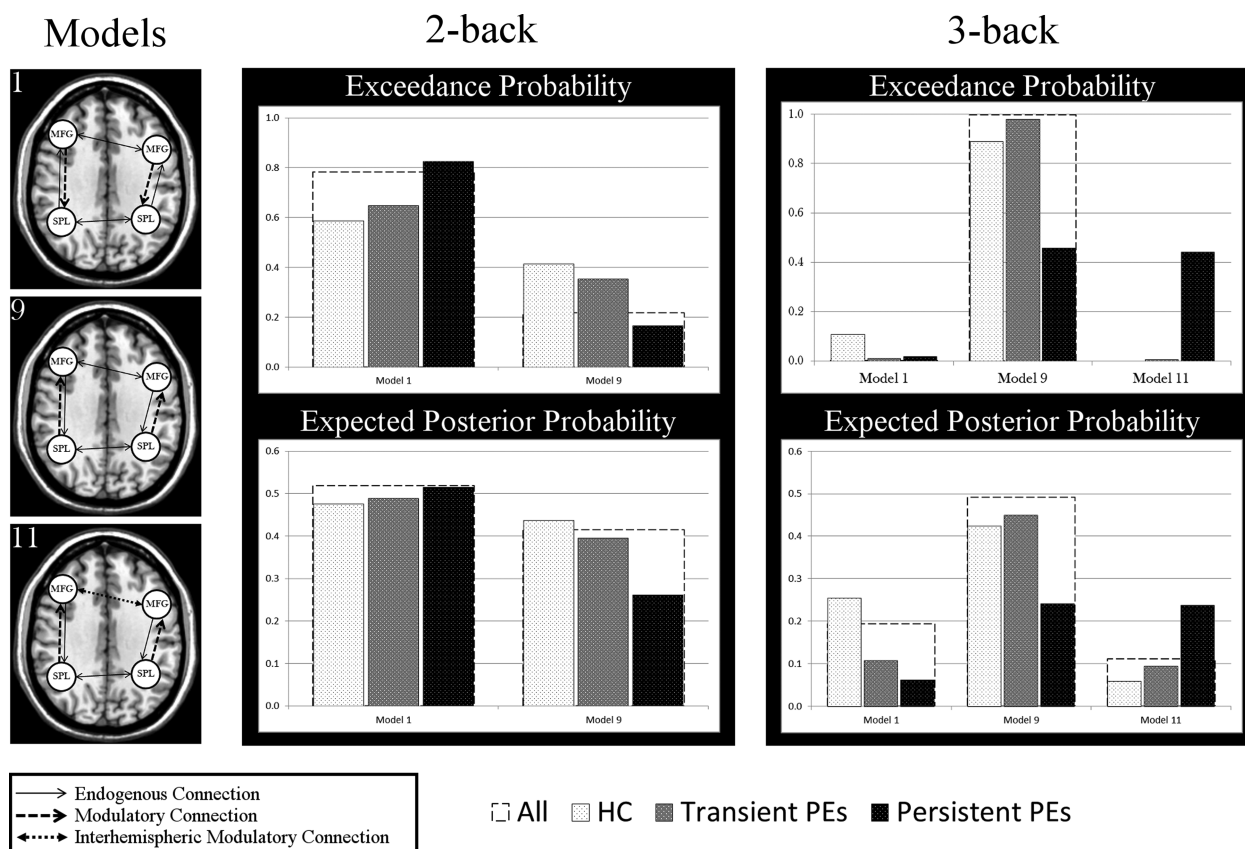 Models
2-back
3-back
1
MFG
MFG
SPL
SPL
9
MFG
MFG
SPL
SPL
11
MFG
MFG
SPL
SPL
Exceedance Probability
1.0
0.8
0.6
0.4
0.2
0.0
Model 1
Model 9
Expected Posterior Probability
0.6
0.5
0.4
0.3
0.2
0.1
0.0
Model 1
Model 9
Exceedance Probability
1.0
0.8
0.6
0.4
0.2
0.0
Model 1
Model 9
Model 11
Expected Posterior Probability
0.6
0.5
0.4
0.3
0.2
0.1
0.0
Model 1
Model 9
Model 11
Endogenous Connection
Modulatory Connection
Interhemispheric Modulatory Connection
All
HC
Transient PEs
Persistent PEs